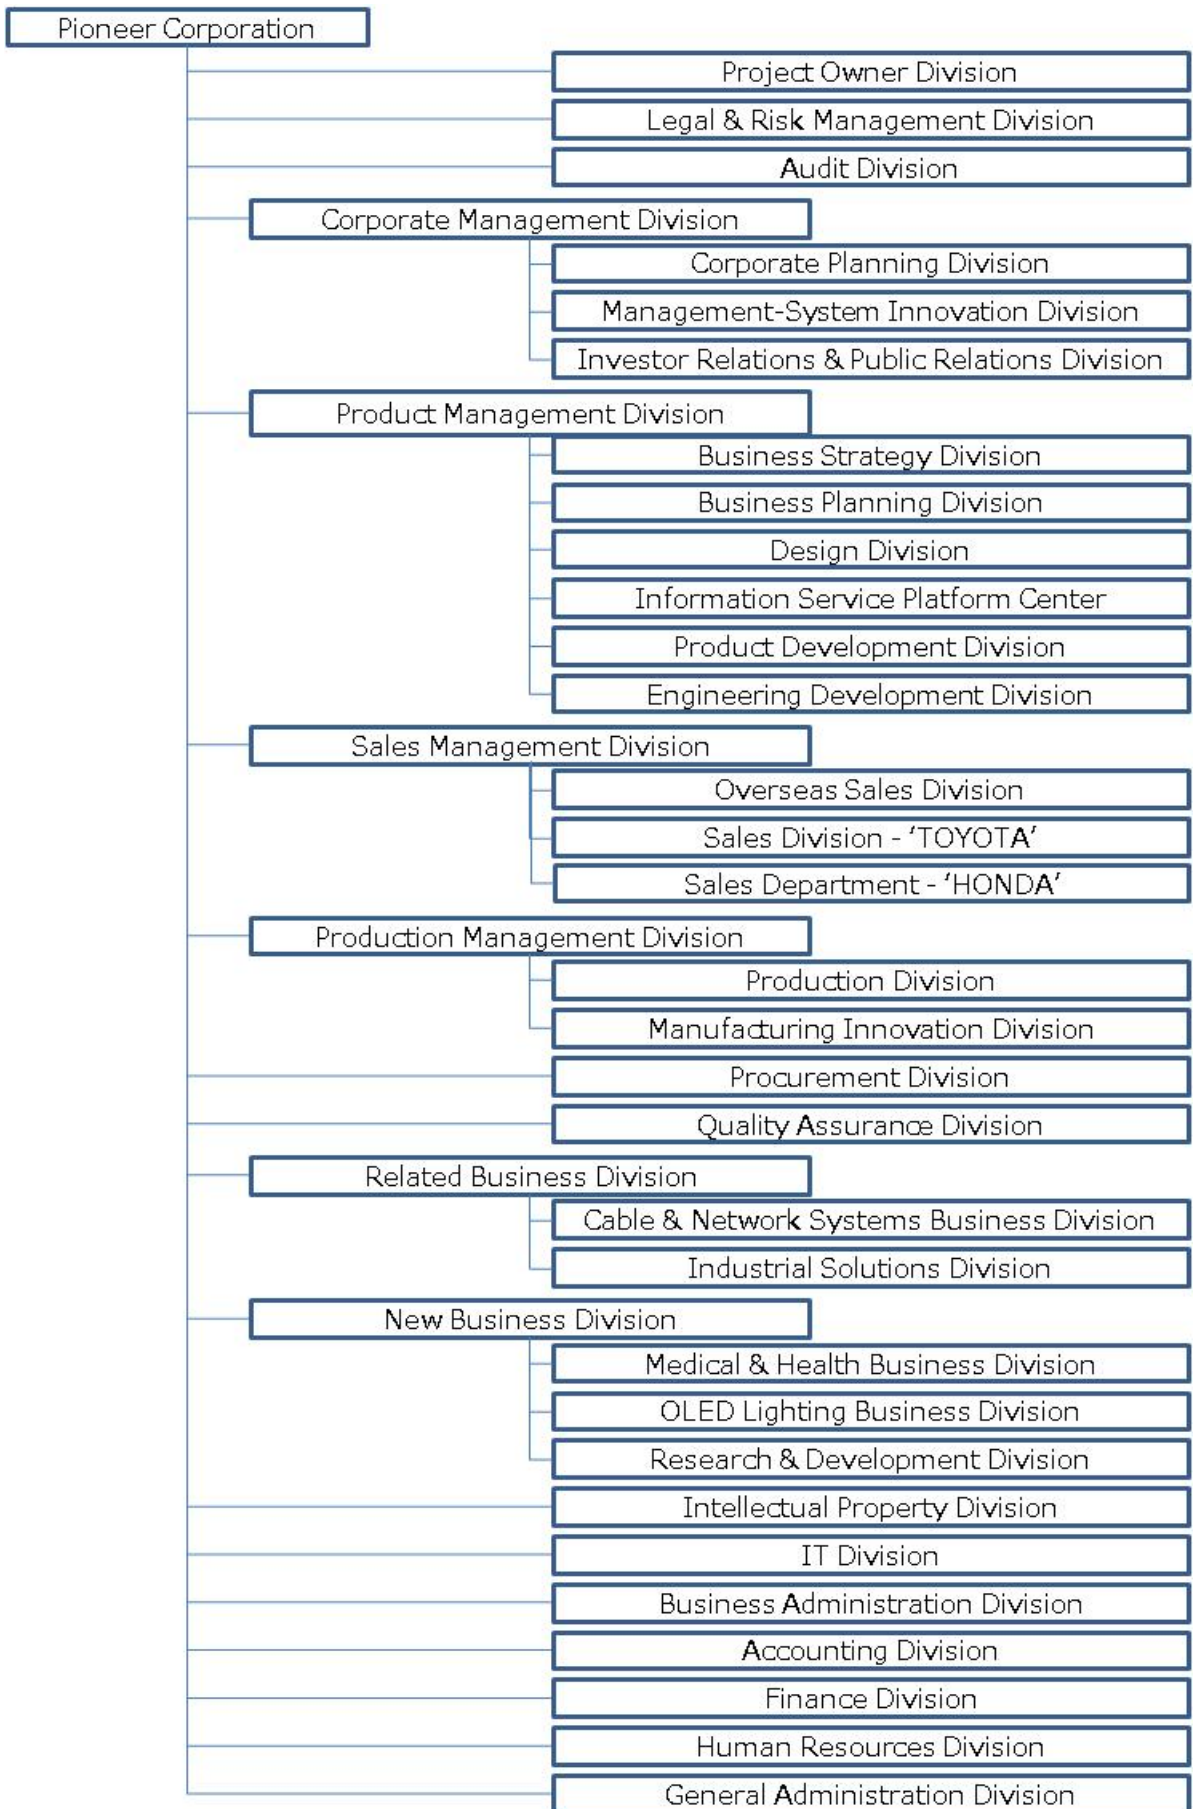 Pioneer Corporation
Project Owner Division
Legal & Risk Management Division
Audit Division
Corporate Management Division
Corporate Planning Division
Management-System Innovation Division
Investor Relations & Public Relations Division
Product Management Division
Business Strategy Division
Business Planning Division
Design Division
Information Service Platform Center
Product Development Division
Engineering Development Division
Sales Management Division
Overseas Sales Division
Sales Division - ‘TOYOTA’
Sales Department - ‘HONDA’
Production Management Division
Production Division
Manufacturing Innovation Division
Procurement Division
Quality Assurance Division
Related Business Division
Cable & Network Systems Business Division
Industrial Solutions Division
New Business Division
Medical & Health Business Division
OLED Lighting Business Division
Research & Development Division
Intellectual Property Division
IT Division
Business Administration Division
Accounting Division
Finance Division
Human Resources Division
General Administration Division